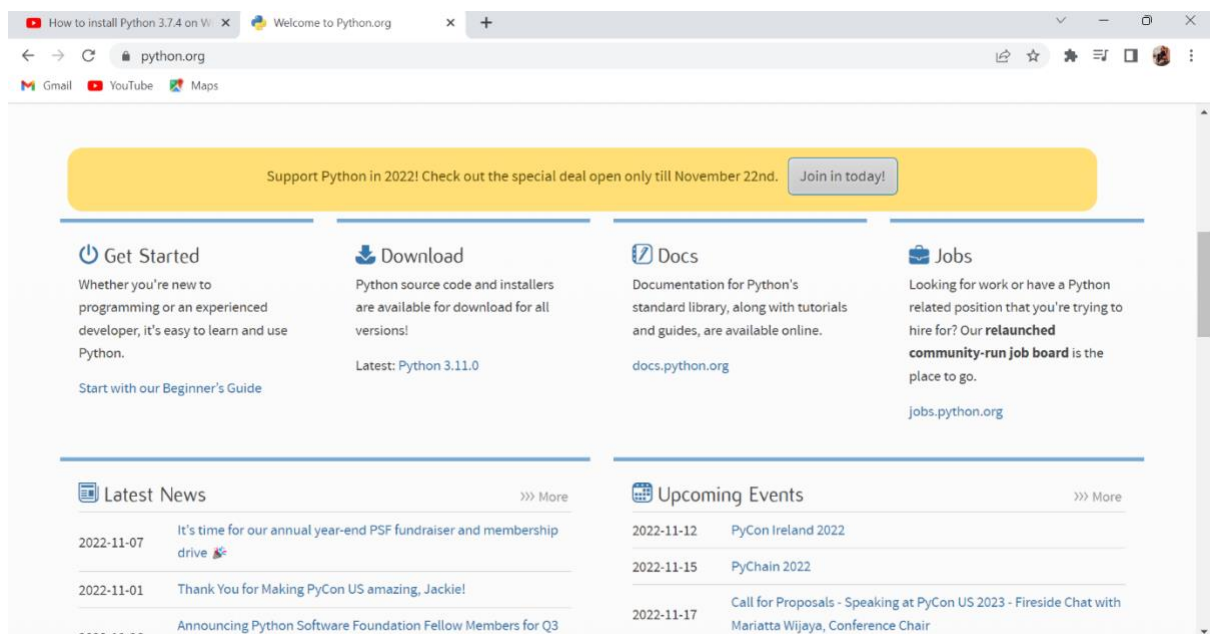 How to install Python 3.7.4 on W
Welcome to Python.org
python.org
Gmail
YouTube
Maps
Support Python in 2022! Check out the special deal open only till November 22nd.
Join in today!
Get Started
Whether you're new to
programming or an experienced
developer, it's easy to learn and use
Python.
Start with our Beginner's Guide
Download
Python source code and installers
are available for download for all
versions!
Latest: Python 3.11.0
Docs
Documentation for Python's
standard library, along with tutorials
and guides, are available online.
docs.python.org
Jobs
Looking for work or have a Python
related position that you're trying to
hire for? Our relaunched
community-run job board is the
place to go.
jobs.python.org
Latest News
>>> More
2022-11-07
It's time for our annual year-end PSF fundraiser and membership
drive 🎉
2022-11-01
Thank You for Making PyCon US amazing, Jackie!
Announcing Python Software Foundation Fellow Members for Q3
Upcoming Events
>>> More
2022-11-12
PyCon Ireland 2022
2022-11-15
PyChain 2022
2022-11-17
Call for Proposals - Speaking at PyCon US 2023 - Fireside Chat with
Mariatta Wijaya, Conference Chair